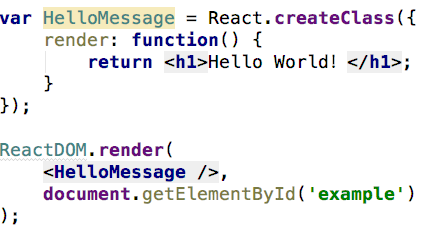 var HelloMessage = React.createClass({
    render: function() {
        return <h1>Hello World! </h1>;
    }
});

ReactDOM.render(
    <HelloMessage />,
    document.getElementById('example')
);